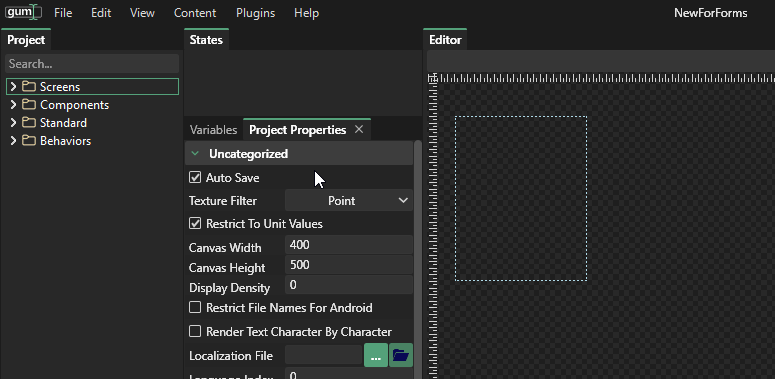 gum File Edit View Content Plugins Help NewForForms
Project States Editor
Search...
Screens
Components
Standard
Behaviors
Variables Project Properties
Uncategorized
Auto Save
Texture Filter Point
Restrict To Unit Values
Canvas Width 400
Canvas Height 500
Display Density 0
Restrict File Names For Android
Render Text Character By Character
Localization File ...
Language Index 0